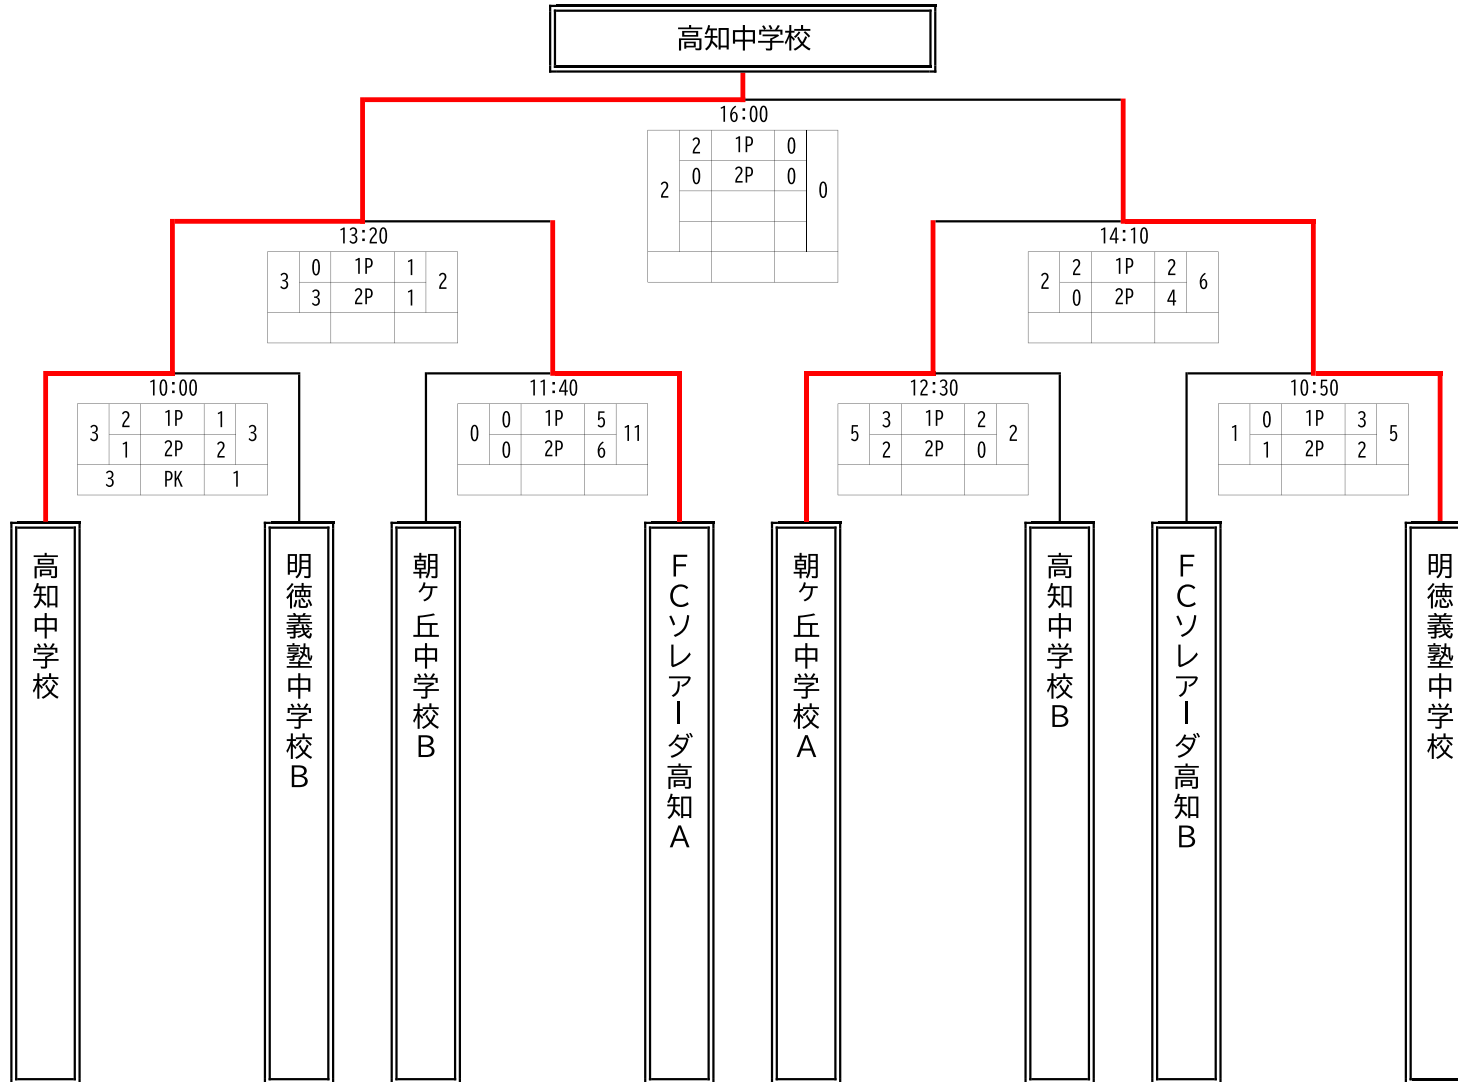 高知中学校
16:00
2 1P 0
2 0 2P 0 0
13:20
14:10
0 1P 1
3 2
3 2P 1
2 1P 2
2 6
0 2P 4
10:00
11:40
12:30
10:50
2 1P 1
3 3
1 2P 2
3 PK 1
0 1P 5
0 11
0 2P 6
3 1P 2
5 2
2 2P 0
0 1P 3
1 5
1 2P 2
高知中学校
明徳義塾中学校B
朝ヶ丘中学校B
FCソレアーダ高知A
朝ヶ丘中学校A
高知中学校B
FCソレアーダ高知B
明徳義塾中学校